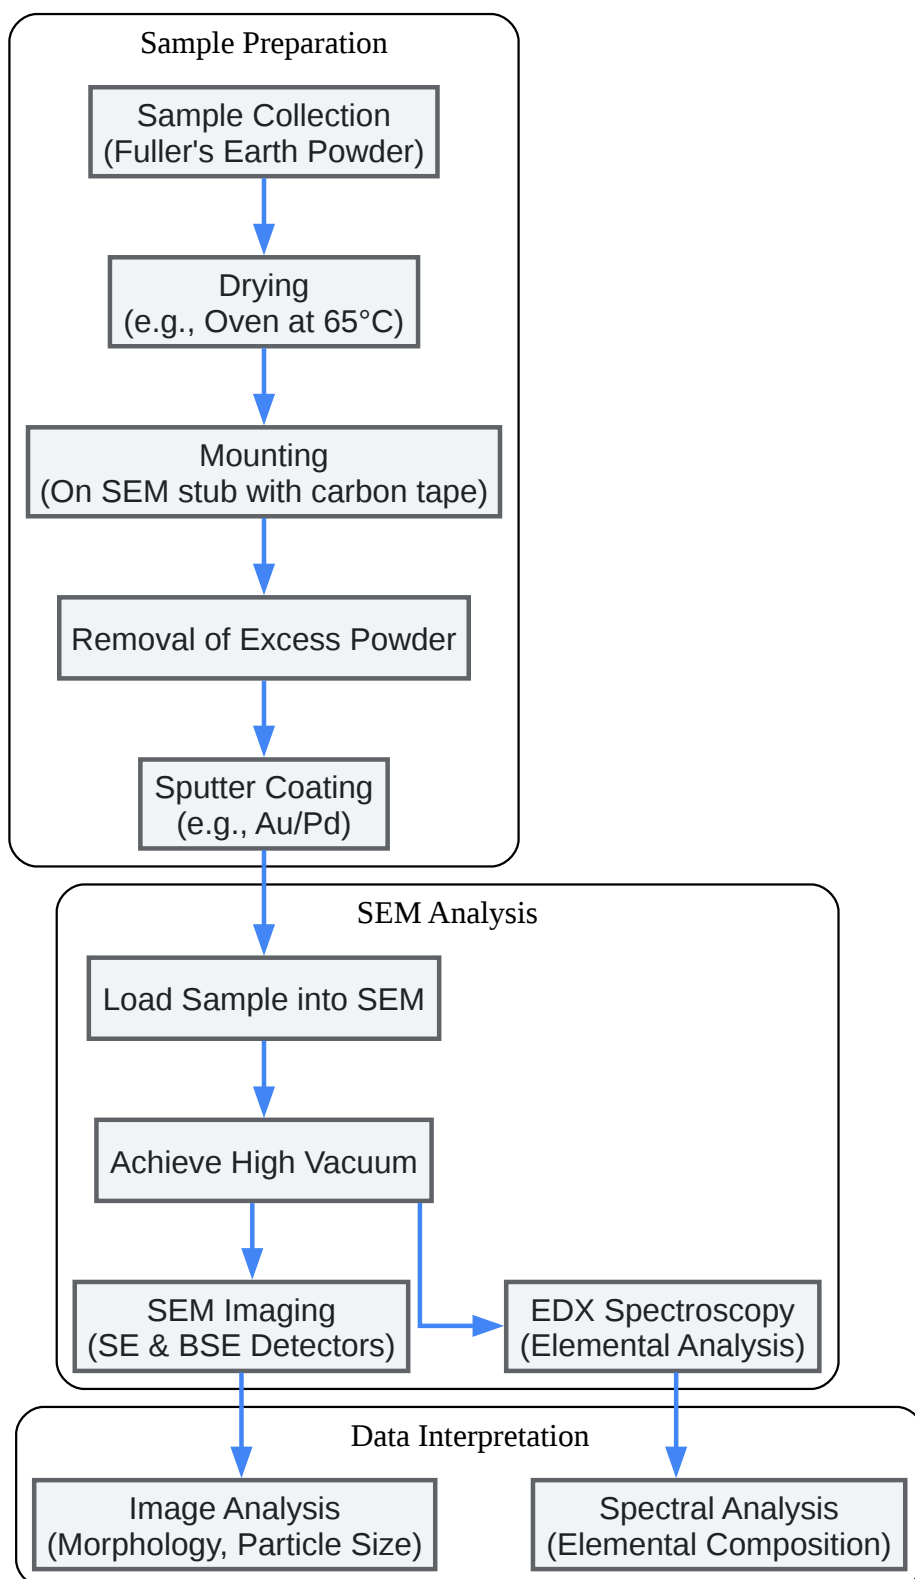 Sample Preparation
Sample Collection
(Fuller's Earth Powder)
Drying
(e.g., Oven at 65°C)
Mounting
(On SEM stub with carbon tape)
Removal of Excess Powder
Sputter Coating
(e.g., Au/Pd)
SEM Analysis
Load Sample into SEM
Achieve High Vacuum
SEM Imaging
(SE & BSE Detectors)
EDX Spectroscopy
(Elemental Analysis)
Data Interpretation
Image Analysis
(Morphology, Particle Size)
Spectral Analysis
(Elemental Composition)